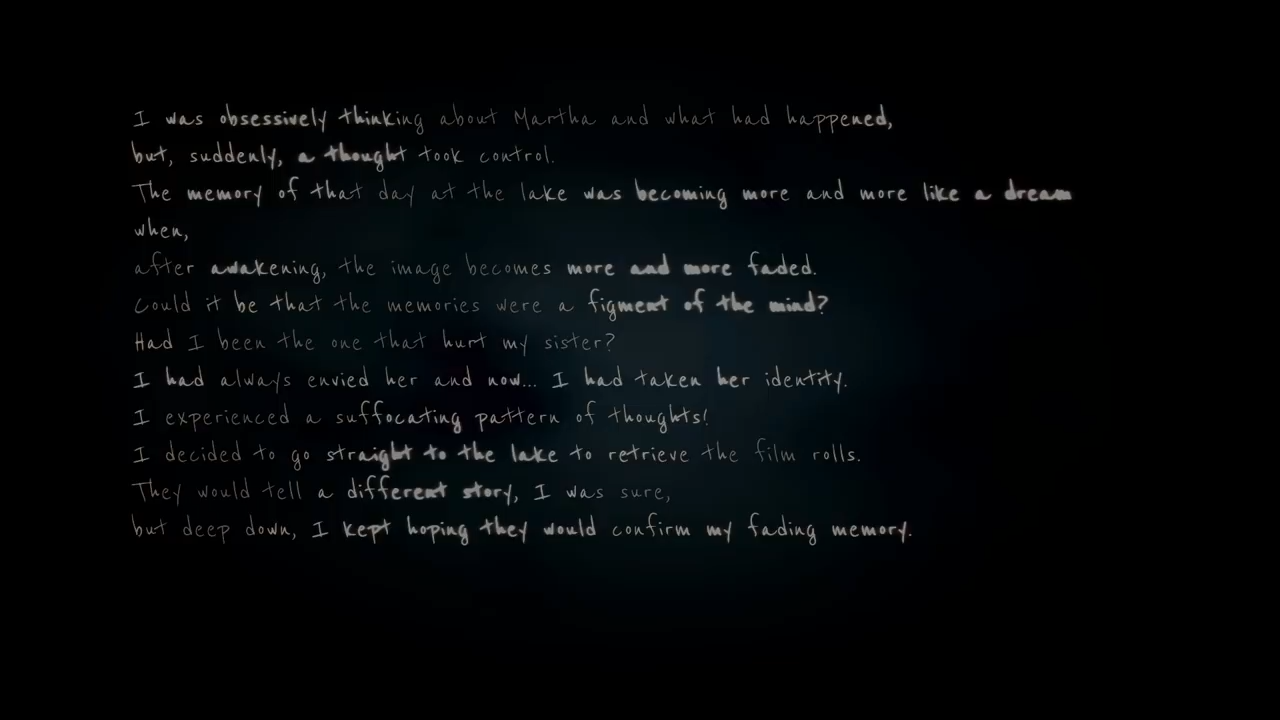 I was obsessively thinking about Martha and what had happened,
but, suddenly, a thought took control.
The memory of that day at the lake was becoming more and more like a dream
when,
after awakening, the image becomes more and more faded.
Could it be that the memories were a figment of the mind?
Had I been the one that hurt my sister?
I had always envied her and now... I had taken her identity.
I experienced a suffocating pattern of thoughts!
I decided to go straight to the lake to retrieve the film rolls.
They would tell a different story, I was sure,
but deep down, I kept hoping they would confirm my fading memory.